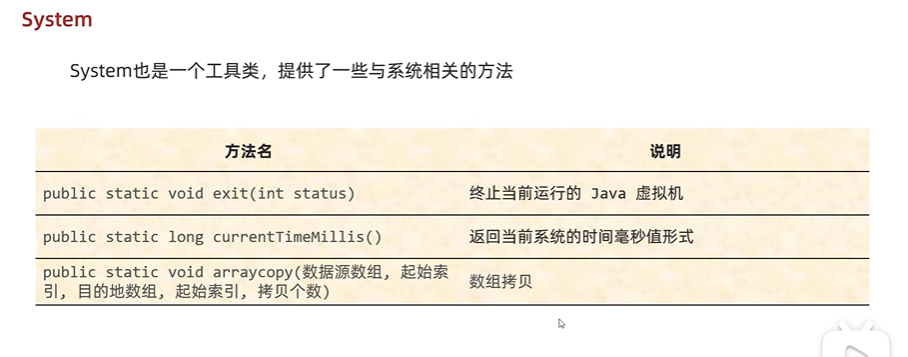 System
System也是一个工具类，提供了一些与系统相关的方法
方法名 说明
public static void exit(int status) 终止当前运行的 Java 虚拟机
public static long currentTimeMillis() 返回当前系统的时间毫秒值形式
public static void arraycopy(数据源数组, 起始索
引, 目的地数组, 起始索引, 拷贝个数) 数组拷贝